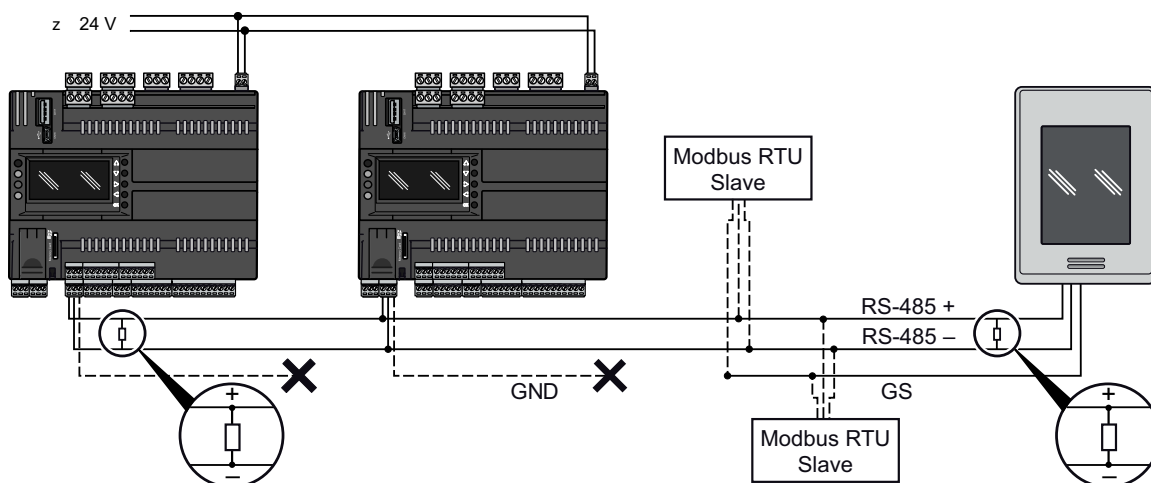 z 24 V
Modbus RTU
Slave
RS-485 +
RS-485 –
GND
GS
+
–
Modbus RTU
Slave
+
–